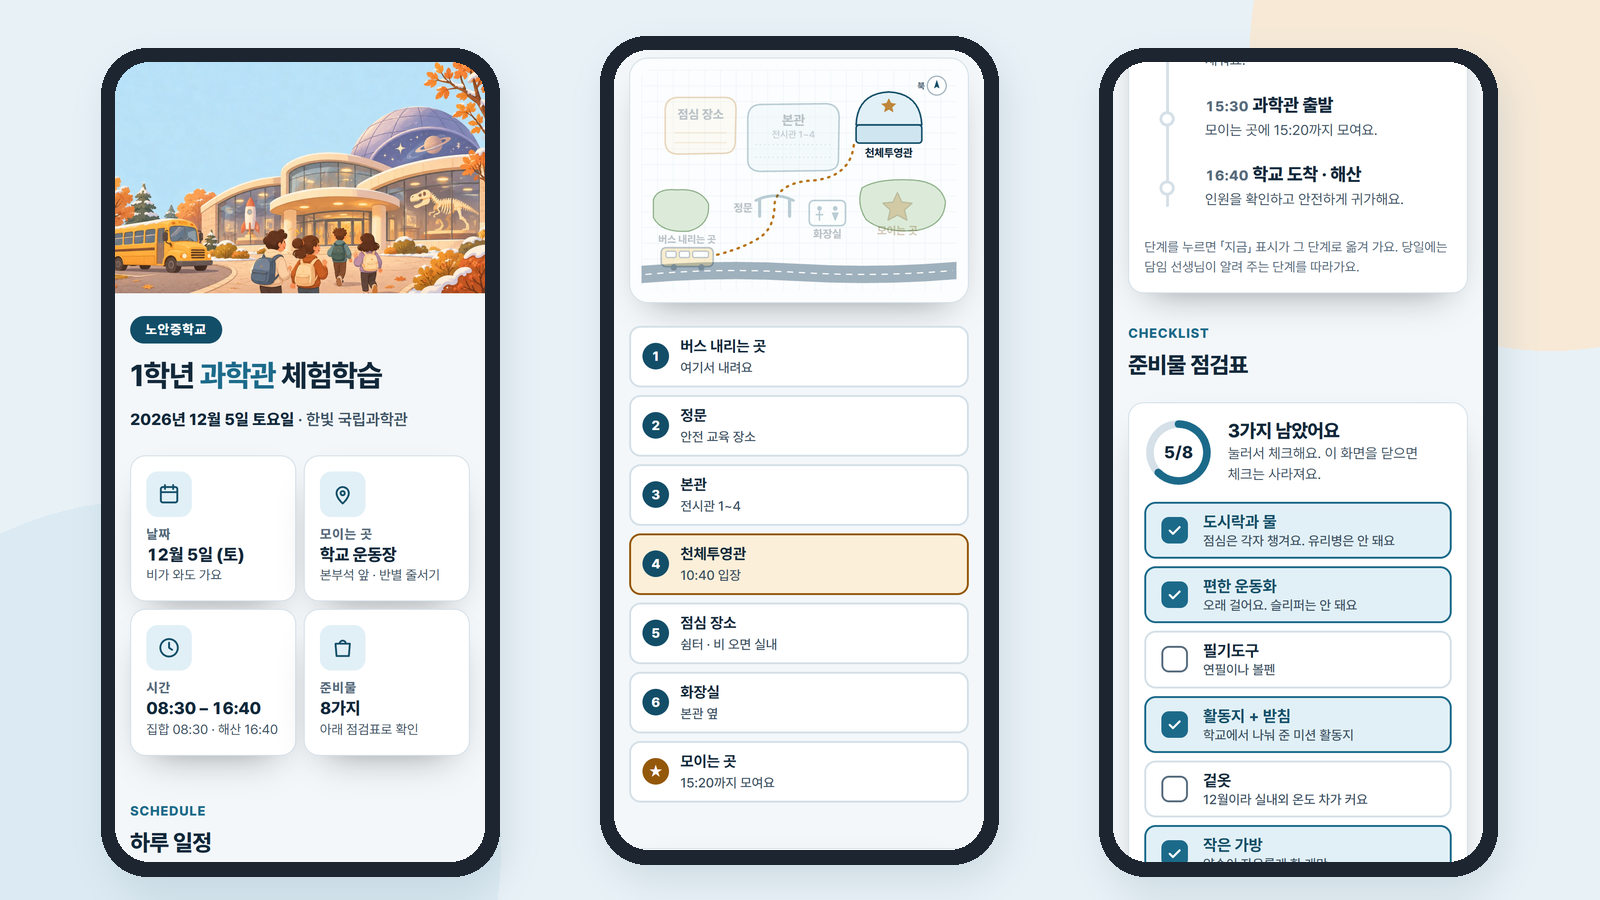 노안중학교
1학년 과학관 체험학습
2026년 12월 5일 토요일 · 한빛 국립과학관
날짜
12월 5일 (토)
비가 와도 가요
모이는 곳
학교 운동장
본부석 앞 · 반별 줄서기
시간
08:30 – 16:40
집합 08:30 · 해산 16:40
준비물
8가지
아래 점검표로 확인
SCHEDULE
하루 일정
북
점심 장소
본관
전시관 1~4
천체투영관
정문
화장실
모이는 곳
버스 내리는 곳
1
버스 내리는 곳
여기서 내려요
2
정문
안전 교육 장소
3
본관
전시관 1~4
4
천체투영관
10:40 입장
5
점심 장소
쉼터 · 비 오면 실내
6
화장실
본관 옆
모이는 곳
15:20까지 모여요
15:30 과학관 출발
모이는 곳에 15:20까지 모여요.
16:40 학교 도착 · 해산
인원을 확인하고 안전하게 귀가해요.
단계를 누르면 「지금」 표시가 그 단계로 옮겨 가요. 당일에는
담임 선생님이 알려 주는 단계를 따라가요.
CHECKLIST
준비물 점검표
5/8
3가지 남았어요
눌러서 체크해요. 이 화면을 닫으면
체크는 사라져요.
도시락과 물
점심은 각자 챙겨요. 유리병은 안 돼요
편한 운동화
오래 걸어요. 슬리퍼는 안 돼요
필기도구
연필이나 볼펜
활동지 + 받침
학교에서 나눠 준 미션 활동지
겉옷
12월이라 실내외 온도 차가 커요
작은 가방